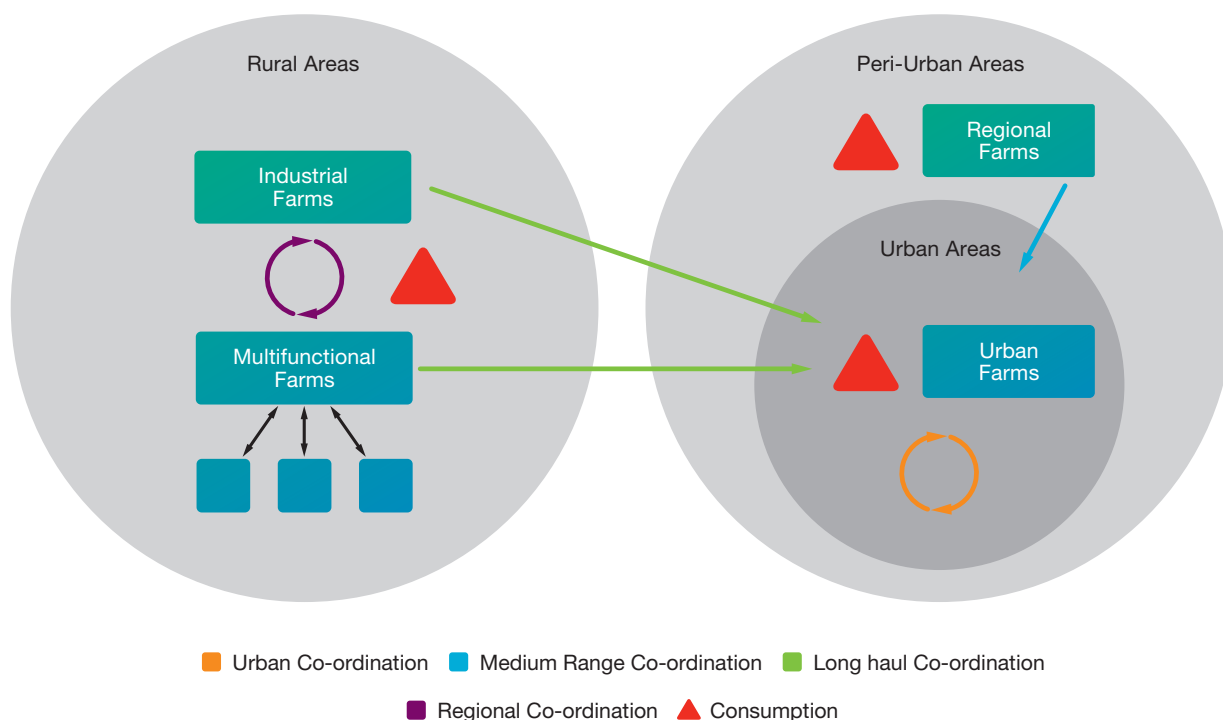 Rural Areas
Peri-Urban Areas
Industrial
Farms
Regional
Farms
Urban Areas
Multifunctional
Farms
Urban
Farms
Urban Co-ordination
Medium Range Co-ordination
Long haul Co-ordination
Regional Co-ordination
Consumption